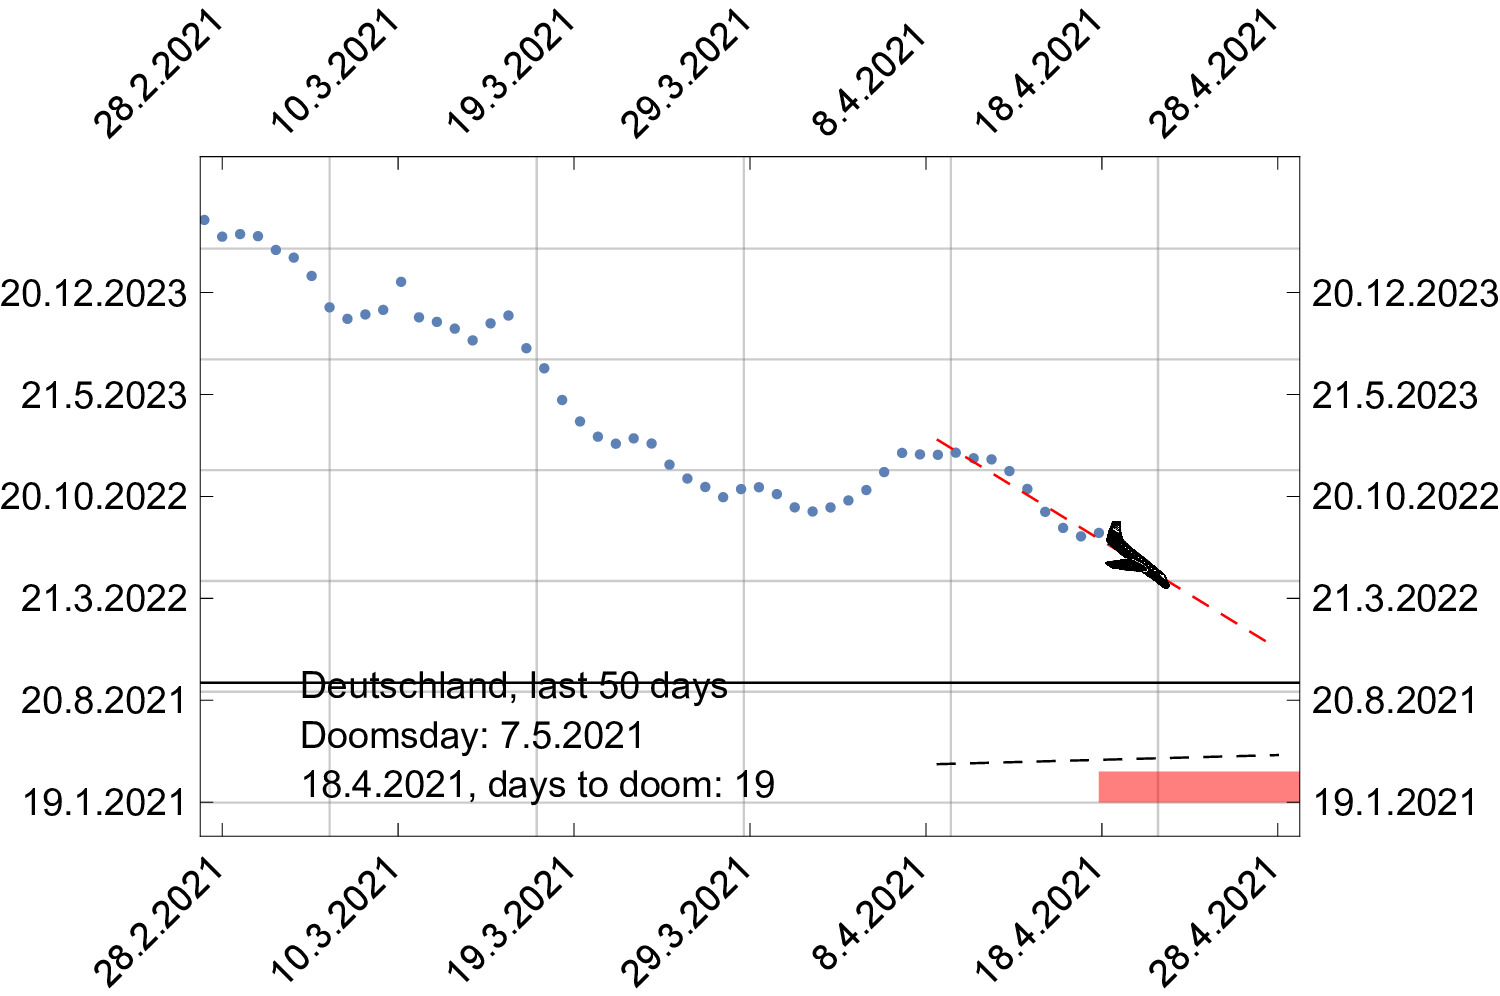 28.2.2021 10.3.2021 19.3.2021 29.3.2021 8.4.2021 18.4.2021 28.4.2021
20.12.2023 20.12.2023
21.5.2023 21.5.2023
20.10.2022 20.10.2022
21.3.2022 21.3.2022
Deutschland, last 50 days
20.8.2021 20.8.2021
Doomsday: 7.5.2021
18.4.2021, days to doom: 19
19.1.2021 19.1.2021
28.2.2021 10.3.2021 19.3.2021 29.3.2021 8.4.2021 18.4.2021 28.4.2021